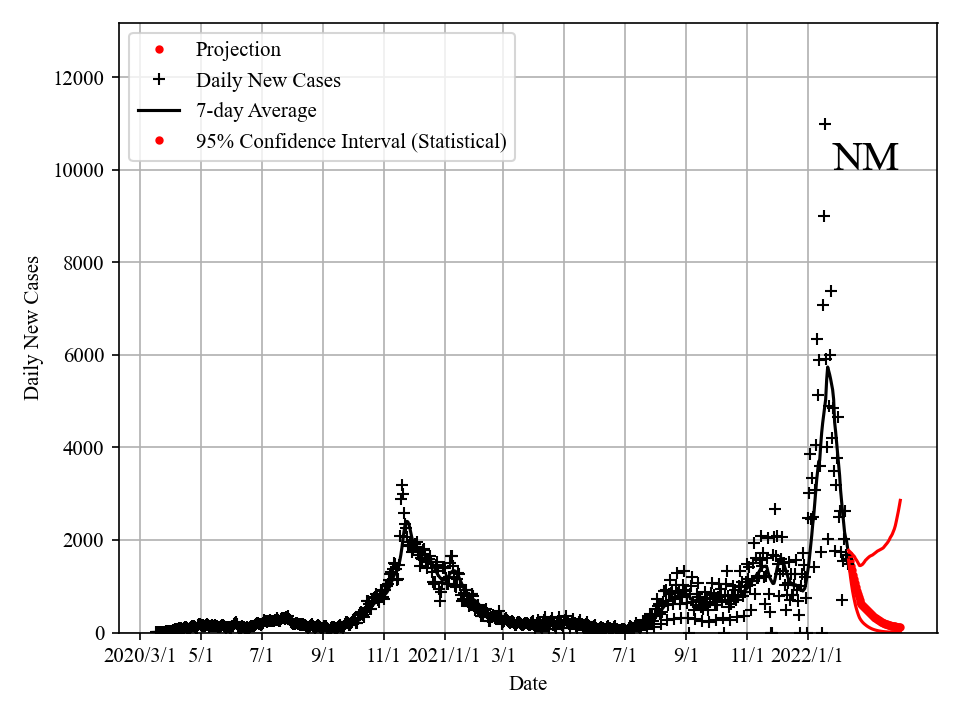 Projection
Daily New Cases
7-day Average
95% Confidence Interval (Statistical)
NM
12000
10000
8000
6000
4000
2000
0
Daily New Cases
2020/3/1 5/1 7/1 9/1 11/1 2021/1/1 3/1 5/1 7/1 9/1 11/1 2022/1/1
Date